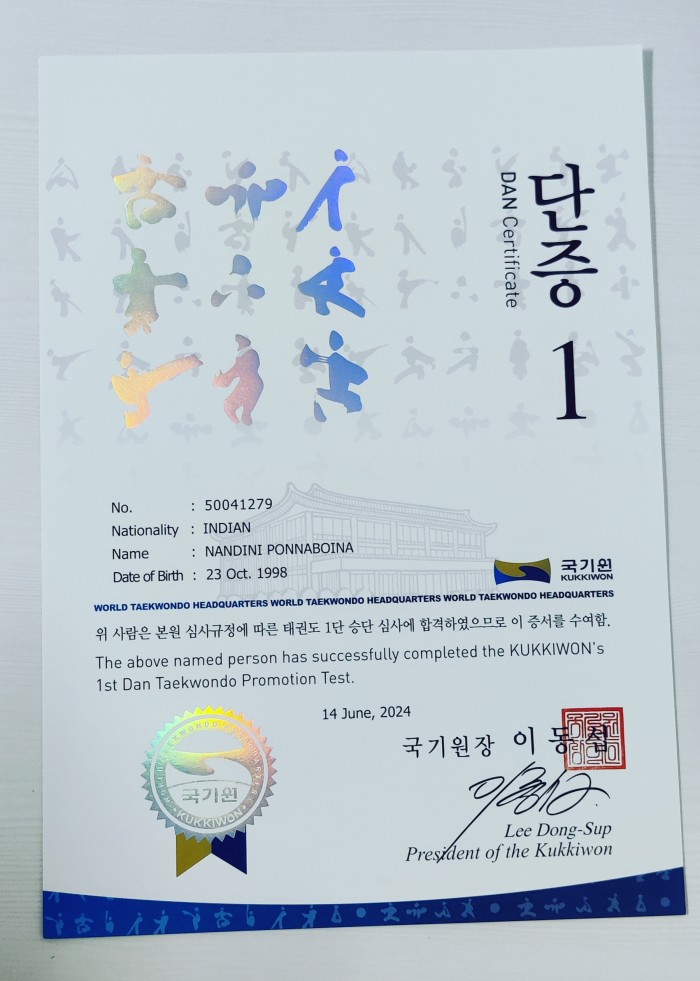 단증
DAN Certificate
1
No. : 50041279
Nationality : INDIAN
Name : NANDINI PONNABOINA
Date of Birth : 23 Oct. 1998
국기원
KUKKIWON
WORLD TAEKWONDO HEADQUARTERS WORLD TAEKWONDO HEADQUARTERS WORLD TAEKWONDO HEADQUARTERS
위 사람은 본원 심사규정에 따른 태권도 1단 승단 심사에 합격하였으므로 이 증서를 수여함.
The above named person has successfully completed the KUKKIWON's
1st Dan Taekwondo Promotion Test.
14 June, 2024
국기원장 이 동 섭
Lee Dong-Sup
President of the Kukkiwon
WORLD TAEKWONDO HEADQUARTERS
국기원
KUKKIWON